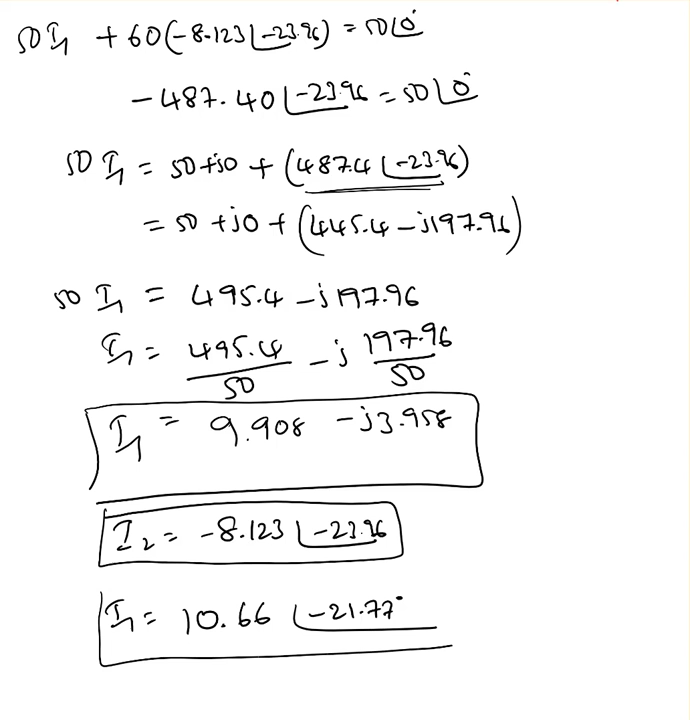 50 I₁ + 60(-8.123∠-23.96) = 50∠0°
-487.40∠-23.96 = 50∠0°
50 I₁ = 50+j0 + (487.4∠-23.96)
= 50 + j0 + (445.4 - j197.96)
50 I₁ = 495.4 - j197.96
I₁ = 495.4/50 - j 197.96/50
I₁ = 9.908 - j3.958
I₂ = -8.123∠-23.96
I₁ = 10.66∠-21.77°